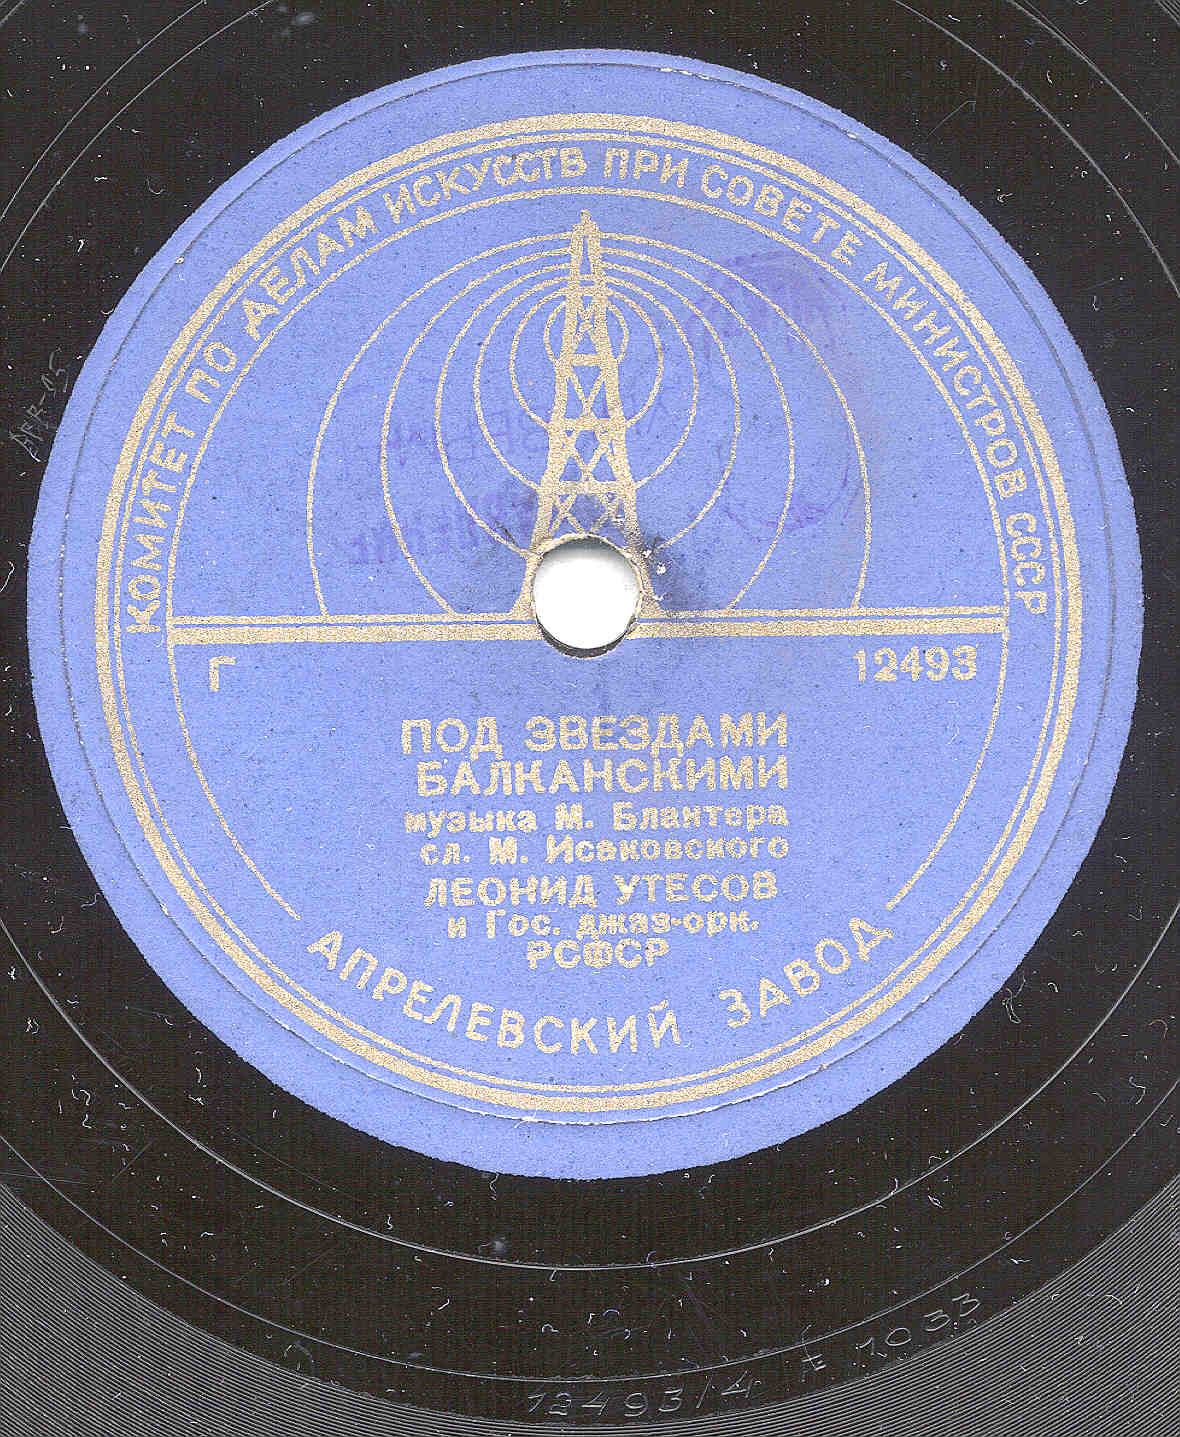 КОМИТЕТ ПО ДЕЛАМ ИСКУССТВ ПРИ СОВЕТЕ МИНИСТРОВ СССР
Г 12493
ПОД ЗВЕЗДАМИ
БАЛКАНСКИМИ
музыка М. Блантера
сл. М. Исаковского
ЛЕОНИД УТЕСОВ
и Гос. джаз-орк.
РСФСР
АПРЕЛЕВСКИЙ ЗАВОД
12493/4